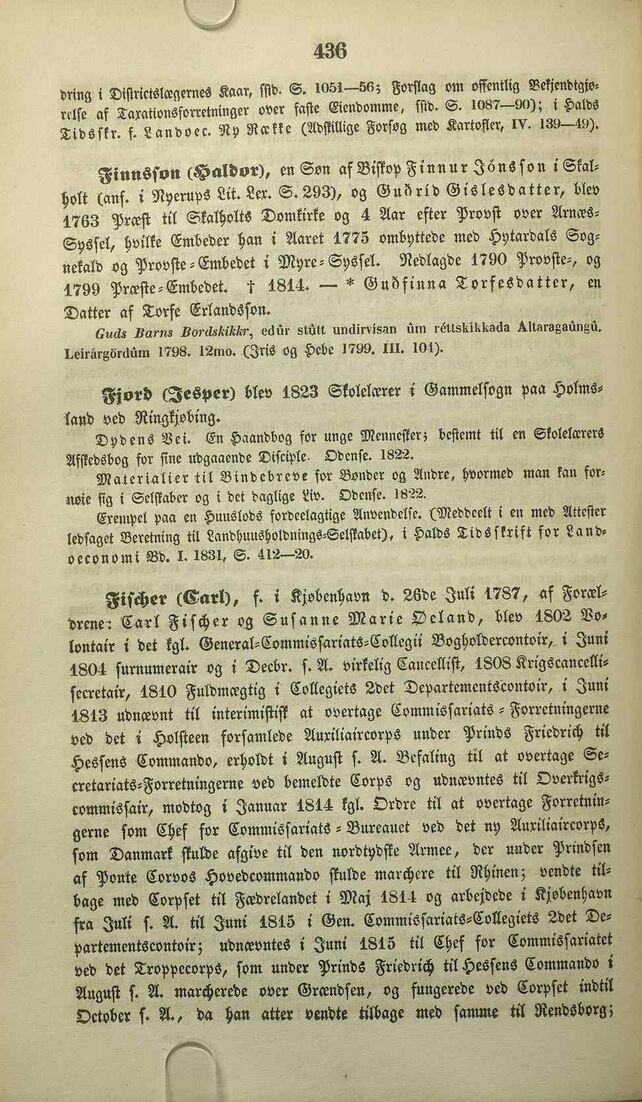 436
dring i Districtslægernes Kaar, sstd. S. 1051—56; Forslag om offentlig Bekjendtgjø-
relse af Taxationsforretninger over faste Eiendomme, sstd. S. 1087—90); i Halds
Tidsskr. f. Landoec. Ny Række (Adskillige Forsøg med Kartofler, IV. 139—49).
Finnsson (Haldor), en Søn af Biskop Finnur Jónsson i Skal-
holt (anf. i Nyerups Lit. Lex. S. 293), og Guðrid Gislesdatter, blev
1763 Præst til Skalholts Domkirke og 4 Aar efter Provst over Arnæs-
Syssel, hvilke Embeder han i Aaret 1775 ombyttede med Hytardals Sog-
nekald og Provste-Embedet i Myre-Syssel. Nedlagde 1790 Provste-, og
1799 Præste-Embedet. † 1814. — * Guðfinna Torfesdatter, en
Datter af Torfe Erlandsson.
Guds Barns Bordskikkr, edúr stútt undirvisan úm réttskikkada Altaragaúngú.
Leirárgördúm 1798. 12mo. (Iris og Hebe 1799. III. 104).
Fjord (Jesper) blev 1823 Skolelærer i Gammelsogn paa Holms-
land ved Ringkjøbing.
Dydens Vei. En Haandbog for unge Mennesker; bestemt til en Skolelærers
Afskedsbog for sine udgaaende Disciple. Odense. 1822.
Materialier til Bindebreve for Bønder og Andre, hvormed man kan for-
nøie sig i Selskaber og i det daglige Liv. Odense. 1822.
Exempel paa en Huuslods fordeelagtige Anvendelse. (Meddeelt i en med Attester
ledsaget Beretning til Landhuusholdnings-Selskabet), i Halds Tidsskrift for Land-
oeconomi Bd. I. 1831, S. 412—20.
Fischer (Carl), f. i Kjøbenhavn d. 26de Juli 1787, af Foræl-
drene: Carl Fischer og Susanne Marie Oeland, blev 1802 Vo-
lontair i det kgl. General-Commissariats-Collegii Bogholdercontoir, i Juni
1804 surnumerair og i Decbr. s. A. virkelig Cancellist, 1808 Krigscancelli-
secretair, 1810 Fuldmægtig i Collegiets 2det Departementscontoir, i Juni
1813 udnævnt til interimistisk at overtage Commissariats-Forretningerne
ved det i Holsteen forsamlede Auxiliaircorps under Prinds Friedrich til
Hessens Commando, erholdt i August s. A. Befaling til at overtage Se-
cretariats-Forretningerne ved bemeldte Corps og udnævntes til Overkrigs-
commissair, modtog i Januar 1814 kgl. Ordre til at overtage Forretnin-
gerne som Chef for Commissariats-Bureauet ved det ny Auxiliaircorps,
som Danmark skulde afgive til den nordtydske Armee, der under Prindsen
af Ponte Corvos Hovedcommando skulde marchere til Rhinen; vendte til-
bage med Corpset til Fædrelandet i Maj 1814 og arbejdede i Kjøbenhavn
fra Juli s. A. til Juni 1815 i Gen. Commissariats-Collegiets 2det De-
partementscontoir; udnævntes i Juni 1815 til Chef for Commissariatet
ved det Troppecorps, som under Prinds Friedrich til Hessens Commando i
August s. A. marcherede over Grændsen, og fungerede ved Corpset indtil
October s. A., da han atter vendte tilbage med samme til Rendsborg;